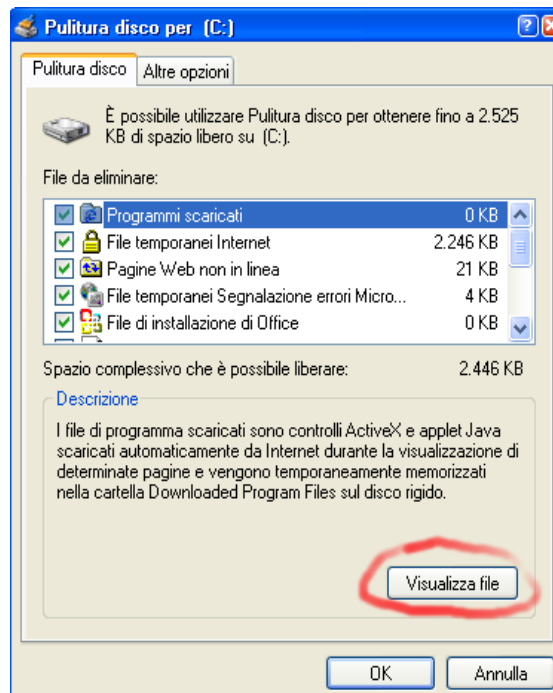 Pulitura disco per (C:)
Pulitura disco
Altre opzioni
È possibile utilizzare Pulitura disco per ottenere fino a 2.525
KB di spazio libero su (C:).
File da eliminare:
Programmi scaricati 0 KB
File temporanei Internet 2.246 KB
Pagine Web non in linea 21 KB
File temporanei Segnalazione errori Micro... 4 KB
File di installazione di Office 0 KB
Spazio complessivo che è possibile liberare: 2.446 KB
Descrizione
I file di programma scaricati sono controlli ActiveX e applet Java
scaricati automaticamente da Internet durante la visualizzazione di
determinate pagine e vengono temporaneamente memorizzati
nella cartella Downloaded Program Files sul disco rigido.
Visualizza file
OK
Annulla